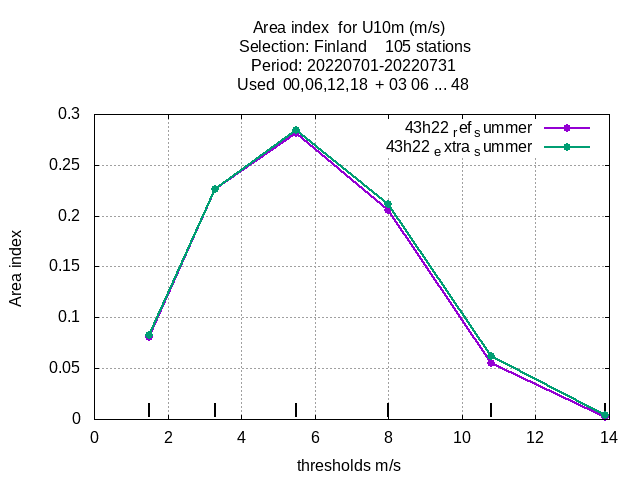 Area index  for U10m (m/s)
Selection: Finland    105 stations
Period: 20220701-20220731
Used  00,06,12,18  + 03 06 ... 48
43h22 ref summer
43h22 extra summer
0.3
0.25
0.2
0.15
0.1
0.05
0
Area index
0 2 4 6 8 10 12 14
thresholds m/s